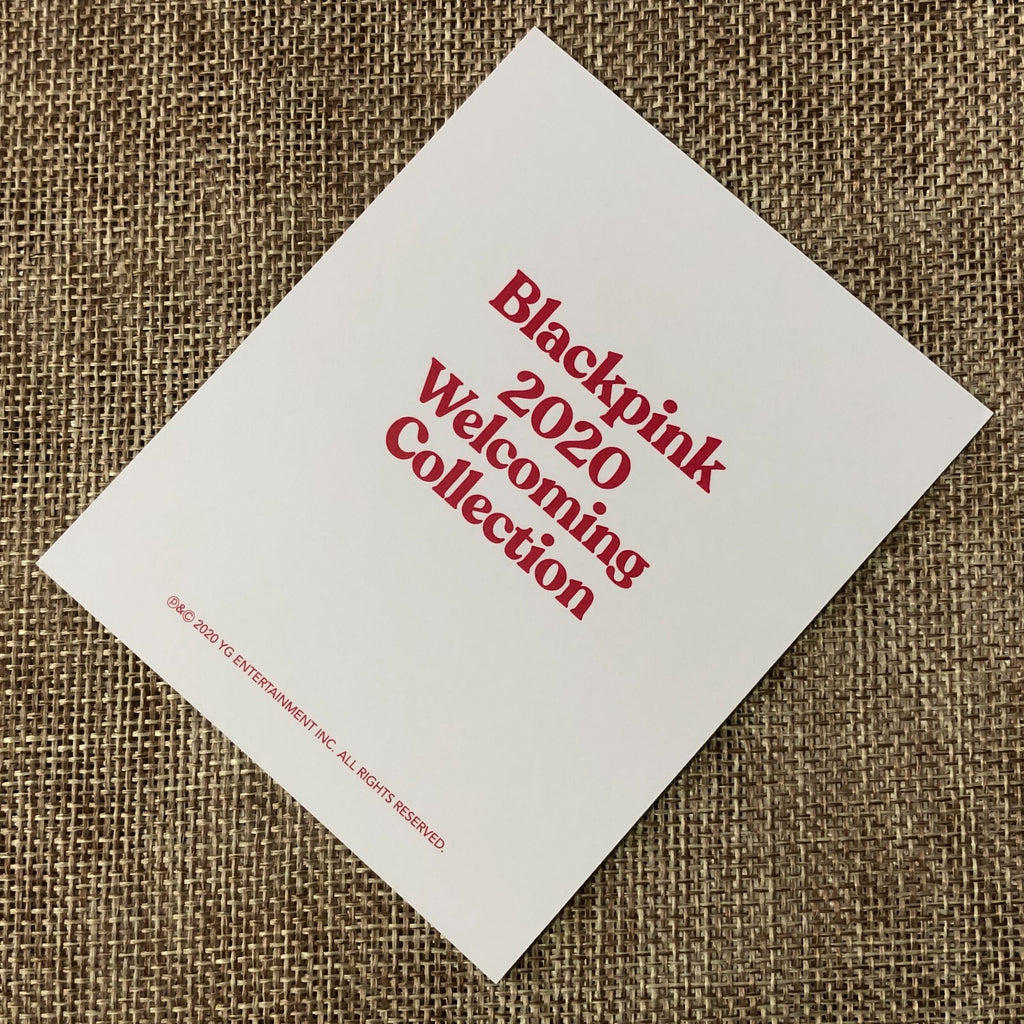 Blackpink
2020
Welcoming
Collection
℗&© 2020 YG ENTERTAINMENT INC. ALL RIGHTS RESERVED.